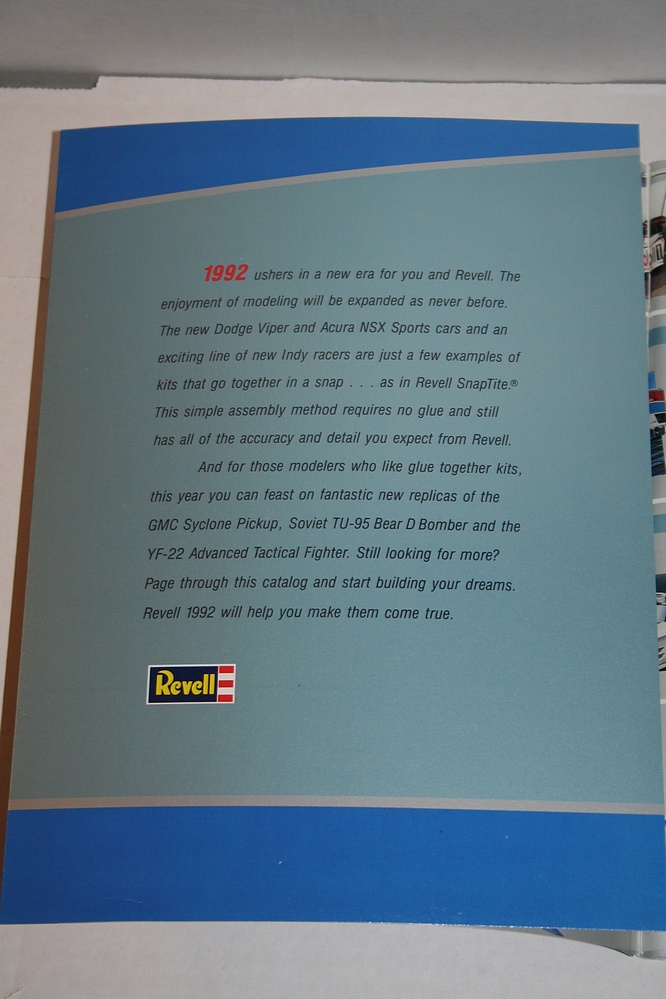 1992 ushers in a new era for you and Revell. The
enjoyment of modeling will be expanded as never before.
The new Dodge Viper and Acura NSX Sports cars and an
exciting line of new Indy racers are just a few examples of
kits that go together in a snap . . . as in Revell SnapTite.®
This simple assembly method requires no glue and still
has all of the accuracy and detail you expect from Revell.
And for those modelers who like glue together kits,
this year you can feast on fantastic new replicas of the
GMC Syclone Pickup, Soviet TU-95 Bear D Bomber and the
YF-22 Advanced Tactical Fighter. Still looking for more?
Page through this catalog and start building your dreams.
Revell 1992 will help you make them come true.
Revell